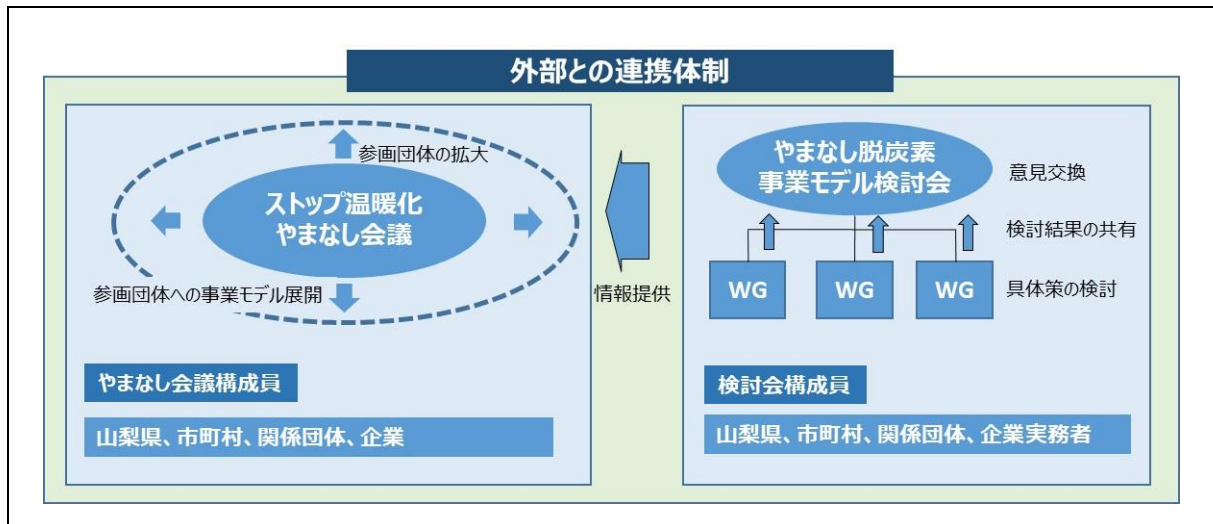 外部との連携体制
参画団体の拡大
ストップ温暖化
やまなし会議
参画団体への事業モデル展開
やまなし会議構成員
山梨県、市町村、関係団体、企業
情報提供
やまなし脱炭素
事業モデル検討会
意見交換
検討結果の共有
WG
WG
WG
具体策の検討
検討会構成員
山梨県、市町村、関係団体、企業実務者